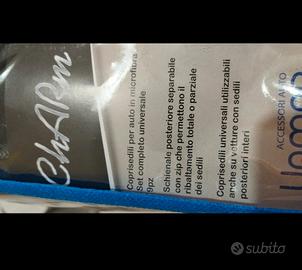 ChARm
Coprisedili per auto in microfibra
Set completo universale
9pz
Schienale posteriore separabile
con zip che permettono il
ribaltamento totale o parziale
dei sedili
Coprisedili universali utilizzabili
anche su vetture con sedili
posteriori interi
ACCESSORI AUTO
subito